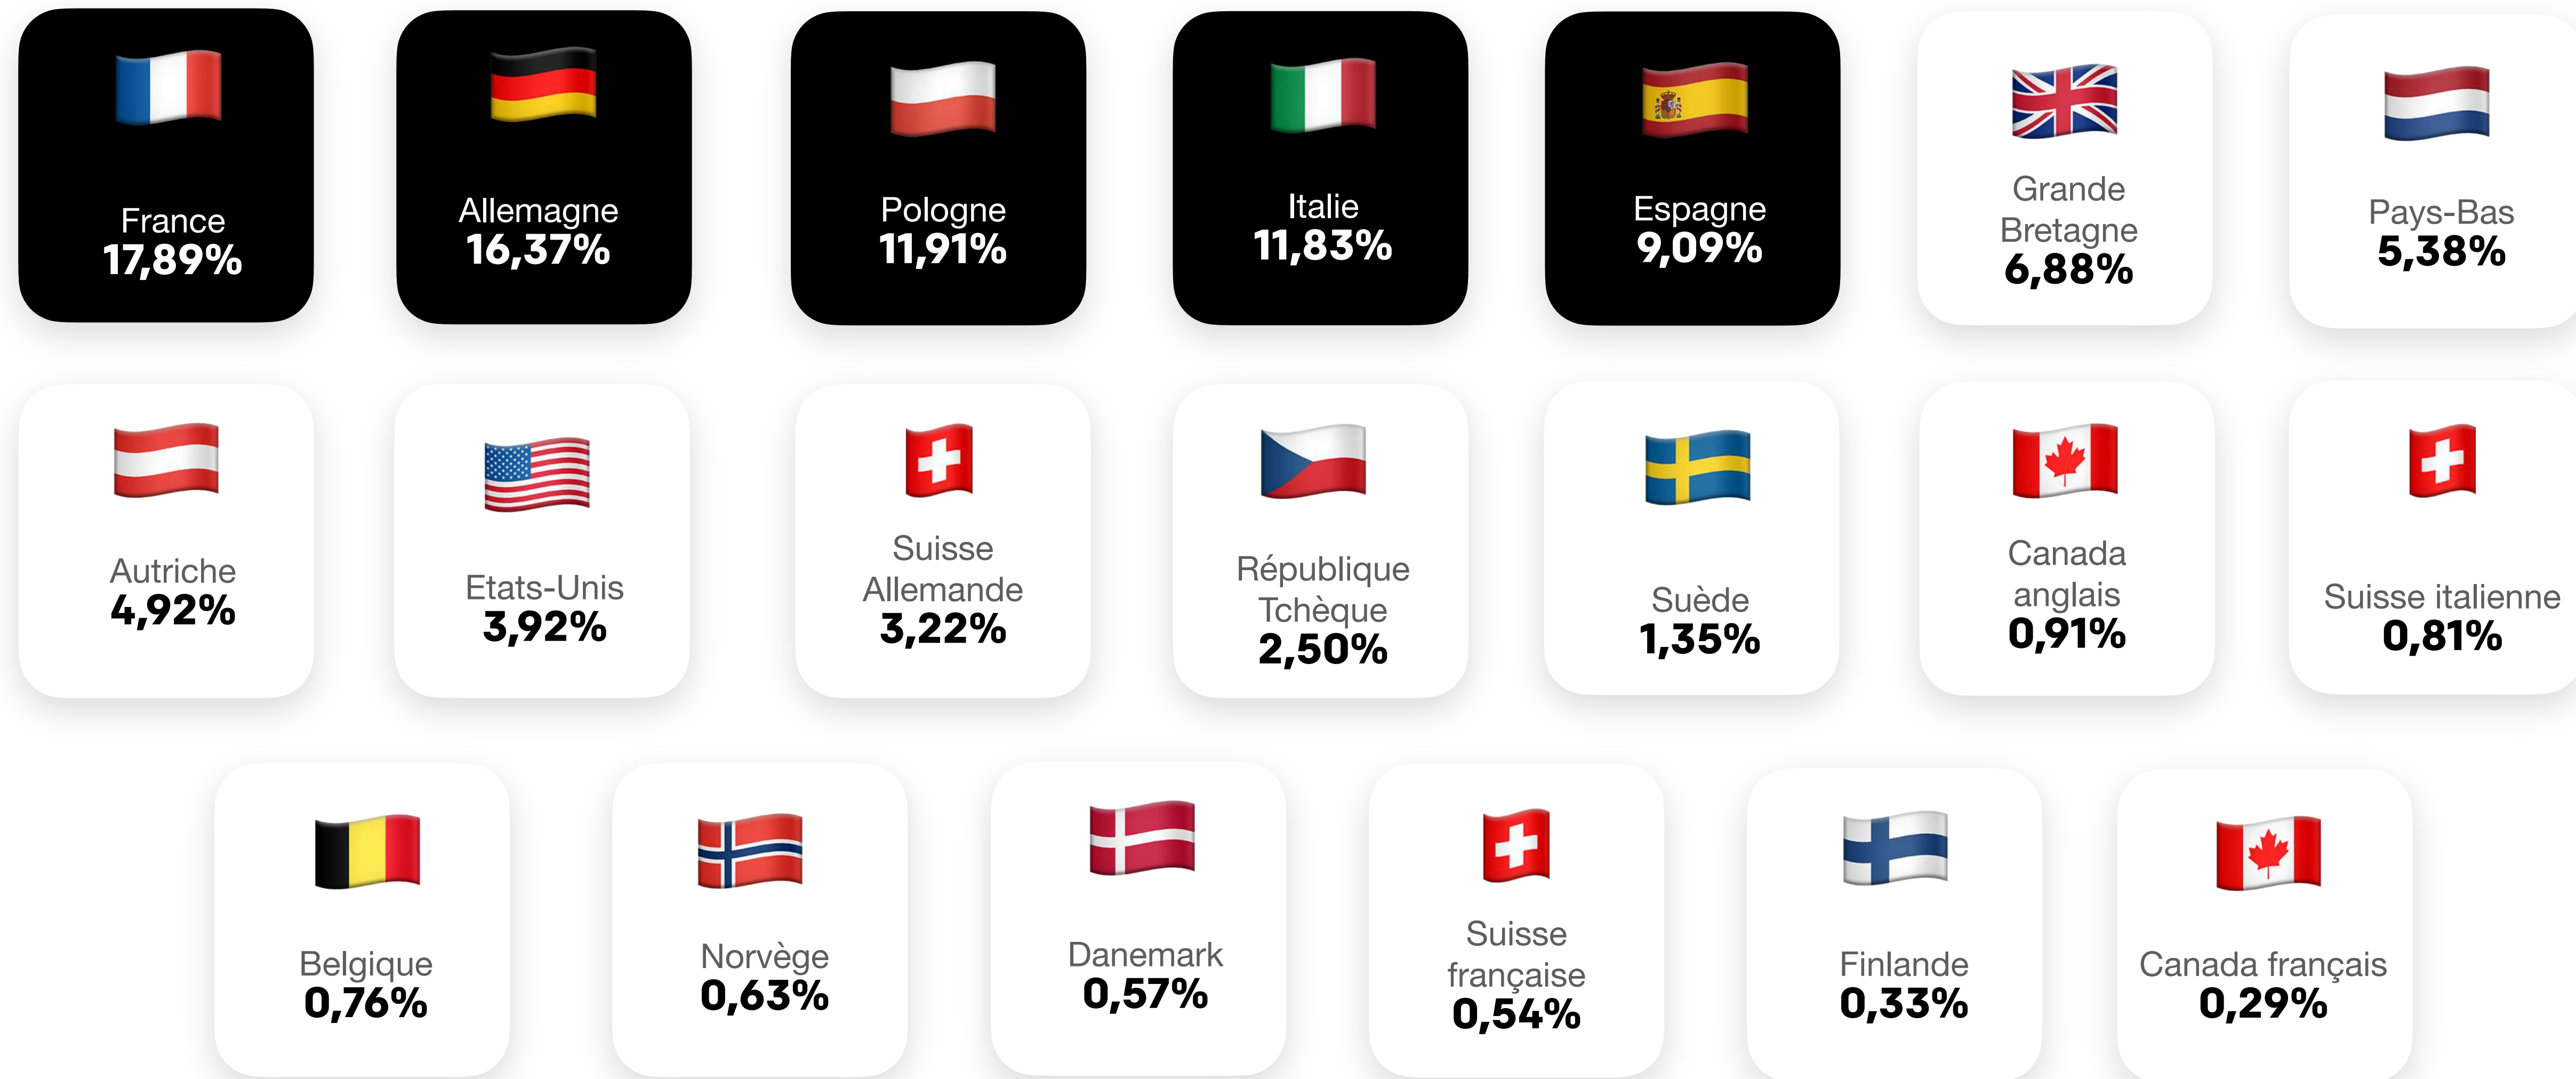 France
17,89%
Allemagne
16,37%
Pologne
11,91%
Italie
11,83%
Espagne
9,09%
Grande
Bretagne
6,88%
Pays-Bas
5,38%
Autriche
4,92%
Etats-Unis
3,92%
Suisse
Allemande
3,22%
République
Tchèque
2,50%
Suède
1,35%
Canada
anglais
0,91%
Suisse italienne
0,81%
Belgique
0,76%
Norvège
0,63%
Danemark
0,57%
Suisse
française
0,54%
Finlande
0,33%
Canada français
0,29%